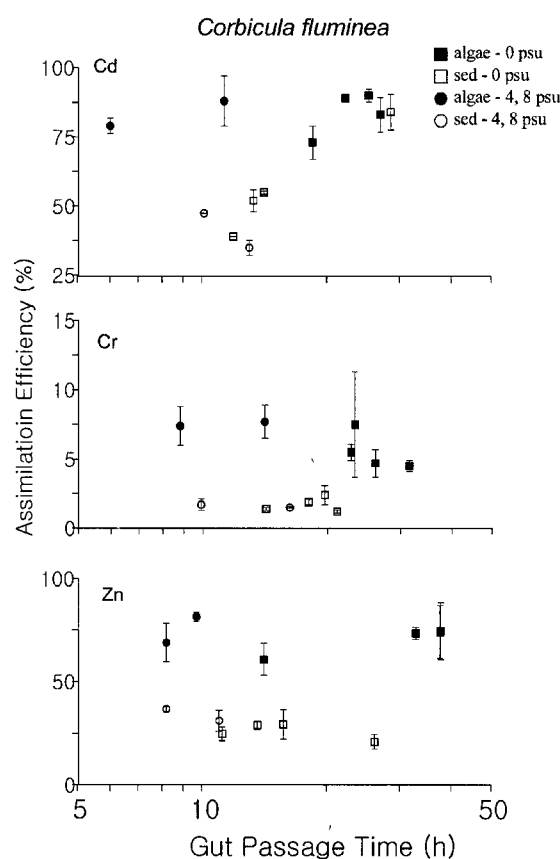 Corbicula fluminea
algae - 0 psu
sed - 0 psu
algae - 4, 8 psu
sed - 4, 8 psu
Cd
100
75
50
25
Cr
15
10
5
0
Zn
100
50
0
5
10
50
Assimilatioin Efficiency (%)
Gut Passage Time (h)